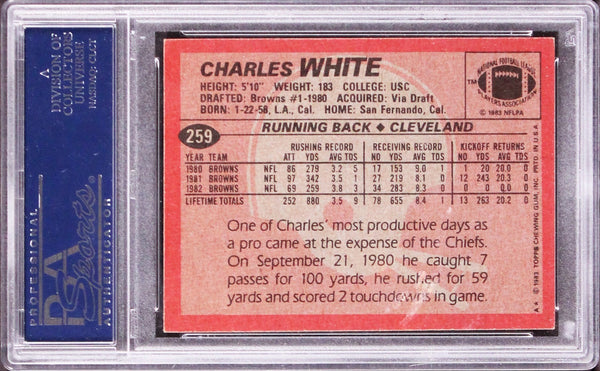 A
DIVISION OF
COLLECTORS
UNIVERSE
NASDAQ: CLCT
PSA
Sports
PROFESSIONAL
AUTHENTICATOR
CHARLES WHITE
HEIGHT: 5'10" WEIGHT: 183 COLLEGE: USC
DRAFTED: Browns #1-1980 ACQUIRED: Via Draft
BORN: 1-22-58, L.A., Cal. HOME: San Fernando, Cal.
NATIONAL FOOTBALL LEAGUE
PLAYERS ASSOCIATION
TM
© 1983 NFLPA
259
RUNNING BACK ◆ CLEVELAND
RUSHING RECORD RECEIVING RECORD KICKOFF RETURNS
YEAR TEAM ATT YDS AVG TDS NO YDS AVG TDS NO YDS AVG TDS
1980 BROWNS NFL 86 279 3.2 5 17 153 9.0 1 1 20 20.0 0
1981 BROWNS NFL 97 342 3.5 1 27 219 8.1 0 12 243 20.3 0
1982 BROWNS NFL 69 259 3.8 3 34 283 8.3 0
LIFETIME TOTALS 252 880 3.5 9 78 655 8.4 1 13 263 20.2 0
One of Charles' most productive days as
a pro came at the expense of the Chiefs.
On September 21, 1980 he caught 7
passes for 100 yards, he rushed for 59
yards and scored 2 touchdowns in game.
A* © 1983 TOPPS CHEWING GUM, INC. PRTD. IN U.S.A.